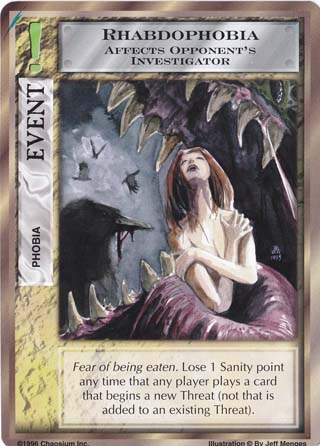 RHABDOPHOBIA
AFFECTS OPPONENT'S
INVESTIGATOR
!
EVENT
PHOBIA
Fear of being eaten. Lose 1 Sanity point
any time that any player plays a card
that begins a new Threat (not that
is added to an existing Threat).
©1996 Chaosium Inc.
Illustration © By Jeff Menges